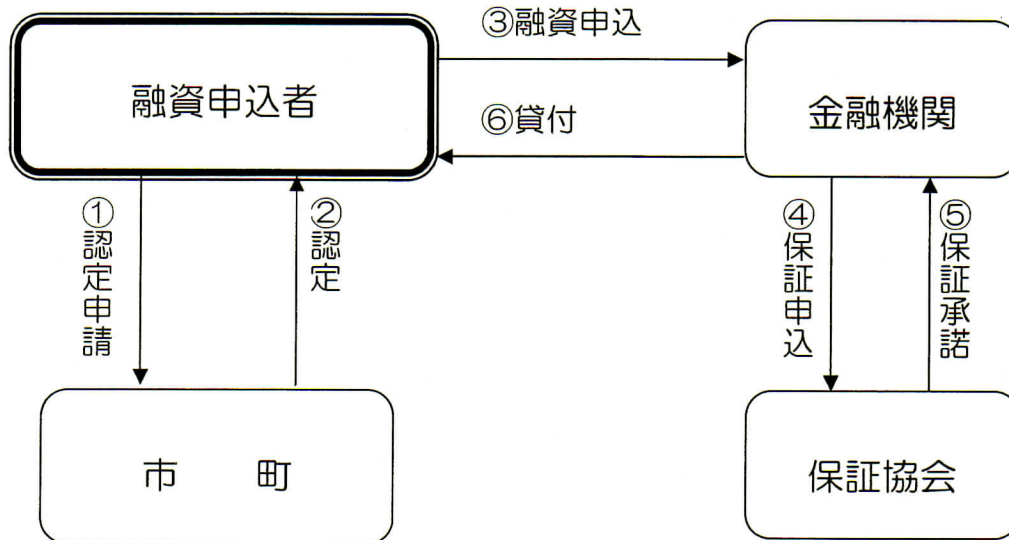 ③融資申込
融資申込者
金融機関
⑥貸付
①認定申請
②認定
④保証申込
⑤保証承諾
市　　町
保証協会